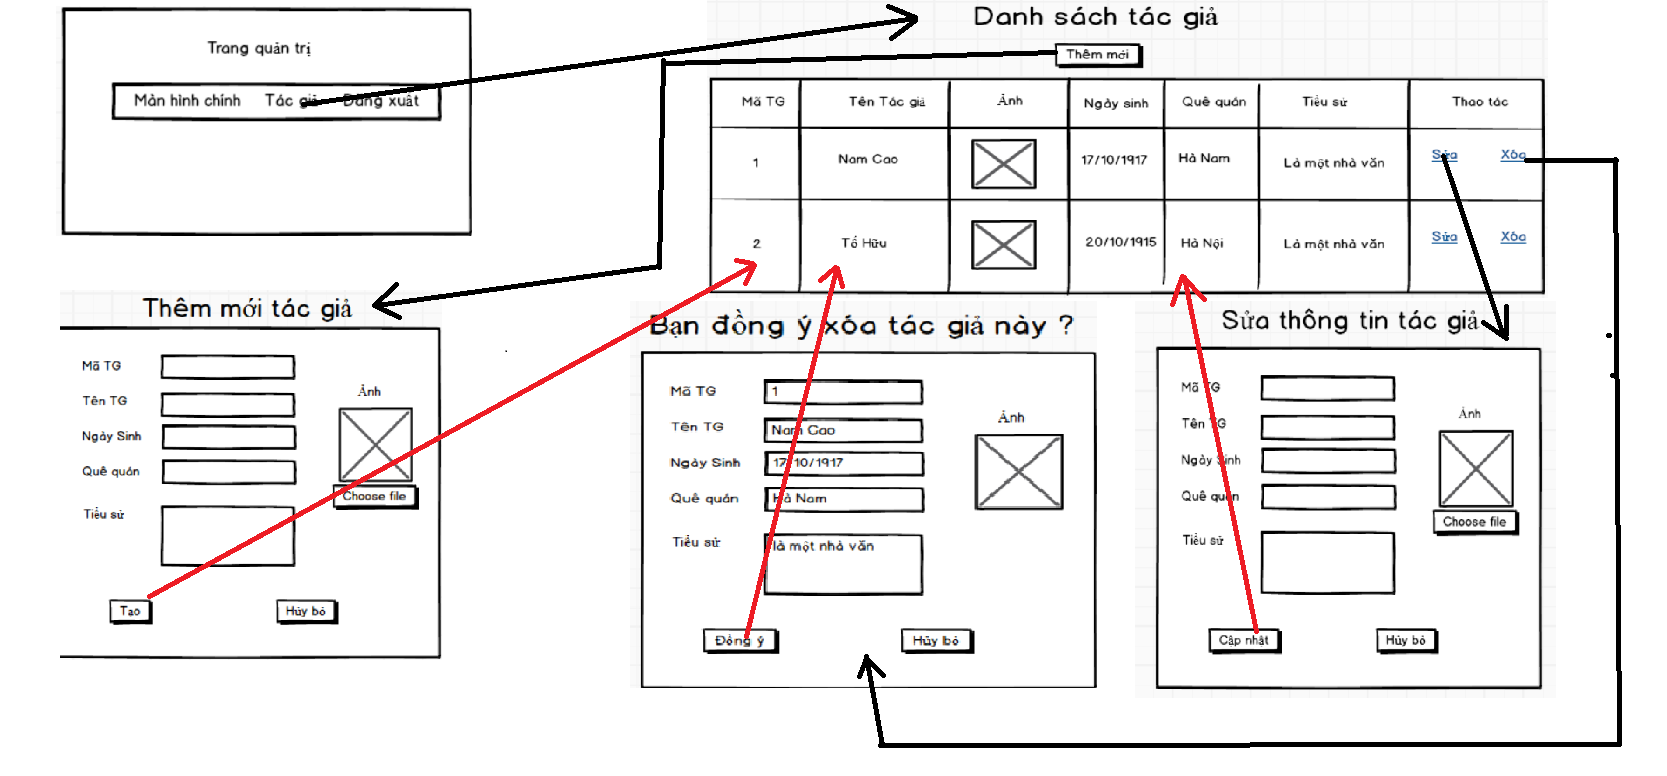 Trang quản trị
Màn hình chính Tác giả Đăng xuất
Danh sách tác giả
Thêm mới
Mã TG Tên Tác giả Ảnh Ngày sinh Quê quán Tiểu sử Thao tác
1 Nam Cao 17/10/1917 Hà Nam Là một nhà văn Sửa Xóa
2 Tố Hữu 20/10/1915 Hà Nội Là một nhà văn Sửa Xóa
Thêm mới tác giả
Mã TG
Tên TG
Ngày Sinh
Quê quán
Tiểu sử
Ảnh
Choose file
Tạo Hủy bỏ
Bạn đồng ý xóa tác giả này ?
Mã TG 1
Tên TG Nam Cao
Ngày Sinh 17/10/1917
Quê quán Hà Nam
Tiểu sử là một nhà văn
Ảnh
Đồng ý Hủy bỏ
Sửa thông tin tác giả
Mã TG
Tên TG
Ngày Sinh
Quê quán
Tiểu sử
Ảnh
Choose file
Cập nhật Hủy bỏ